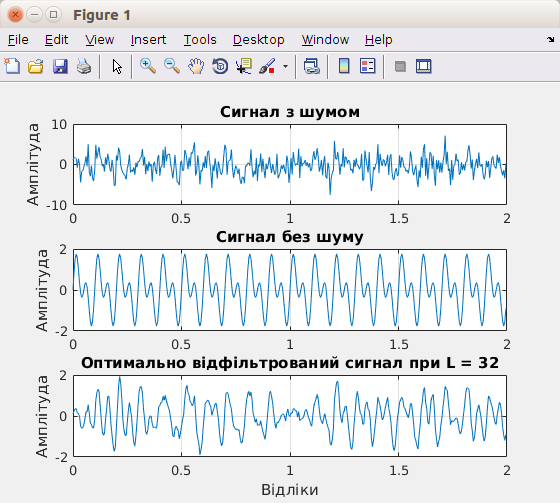 Figure 1
File Edit View Insert Tools Desktop Window Help
Сигнал з шумом
Амплітуда
10
0
-10
0 0.5 1 1.5 2
Сигнал без шуму
Амплітуда
2
0
-2
0 0.5 1 1.5 2
Оптимально відфільтрований сигнал при L = 32
Амплітуда
2
0
-2
0 0.5 1 1.5 2
Відліки